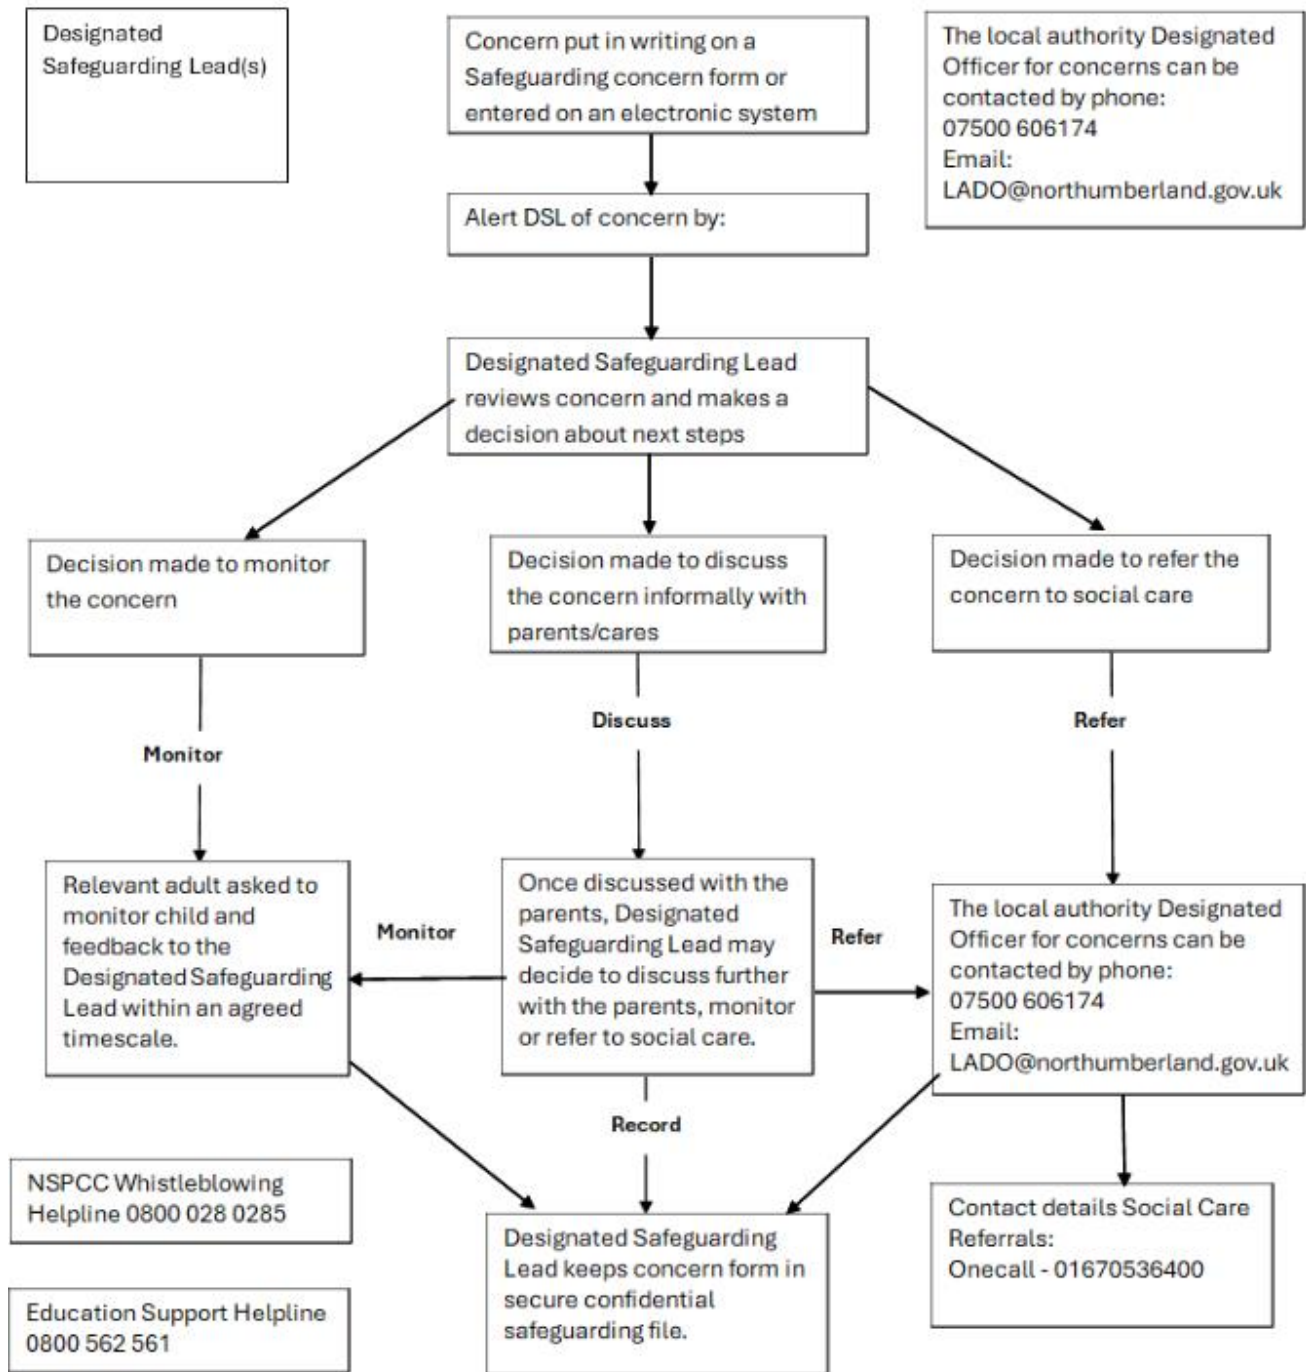 Designated
Safeguarding Lead(s)
Concern put in writing on a
Safeguarding concern form or
entered on an electronic system
The local authority Designated
Officer for concerns can be
contacted by phone:
07500 606174
Email:
LADO@northumberland.gov.uk
Alert DSL of concern by:
Designated Safeguarding Lead
reviews concern and makes a
decision about next steps
Decision made to monitor
the concern
Decision made to discuss
the concern informally with
parents/cares
Decision made to refer the
concern to social care
Monitor
Discuss
Refer
Relevant adult asked to
monitor child and
feedback to the
Designated Safeguarding
Lead within an agreed
timescale.
Monitor
Once discussed with the
parents, Designated
Safeguarding Lead may
decide to discuss further
with the parents, monitor
or refer to social care.
Refer
The local authority Designated
Officer for concerns can be
contacted by phone:
07500 606174
Email:
LADO@northumberland.gov.uk
Record
NSPCC Whistleblowing
Helpline 0800 028 0285
Designated Safeguarding
Lead keeps concern form in
secure confidential
safeguarding file.
Contact details Social Care
Referrals:
Onecall - 01670536400
Education Support Helpline
0800 562 561